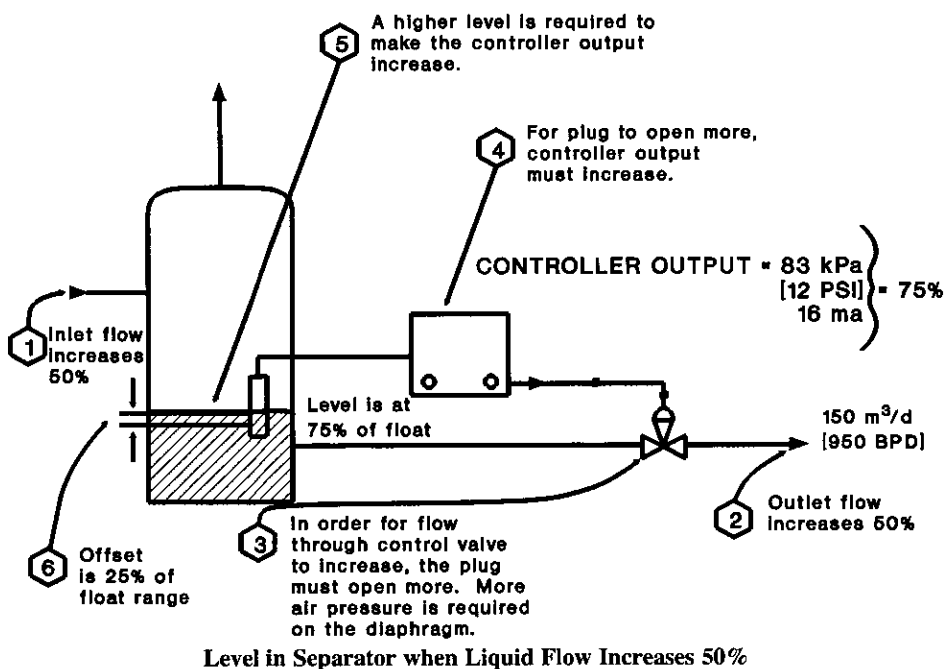 5
A higher level is required to
make the controller output
increase.
4
For plug to open more,
controller output
must increase.
CONTROLLER OUTPUT = 83 kPa
[12 PSI] = 75%
16 ma
1
Inlet flow
increases
50%
Level is at
75% of float
150 m³/d
[950 BPD]
2
Outlet flow
increases 50%
3
In order for flow
through control valve
to increase, the plug
must open more. More
air pressure is required
on the diaphragm.
6
Offset
is 25% of
float range
Level in Separator when Liquid Flow Increases 50%